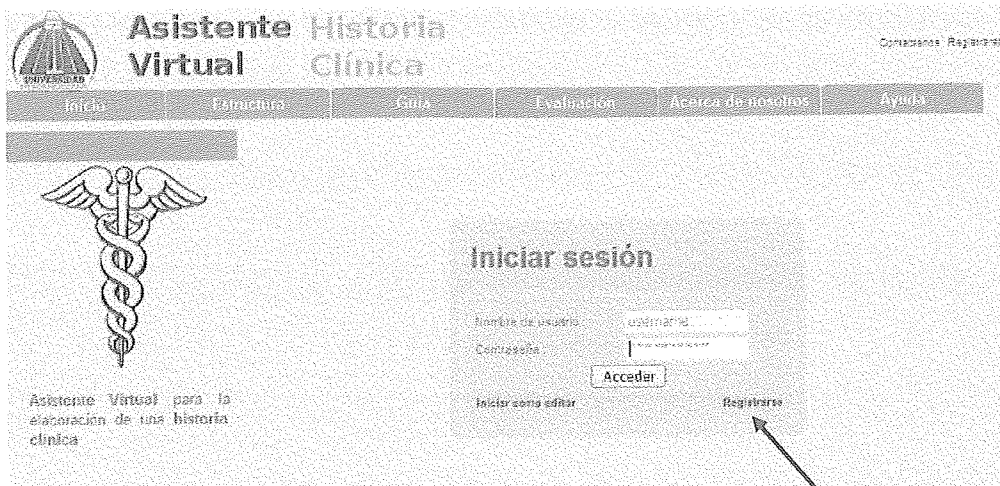 UNIVERSIDAD
Asistente Historia
Virtual Clínica
Contáctenos Registrarse
Inicio Estructura Guía Evaluación Acerca de nosotros Ayuda
Iniciar sesión
Nombre de usuario username
Contraseña
Acceder
Iniciar como editor Registrarse
Asistente Virtual para la
elaboración de una historia
clínica